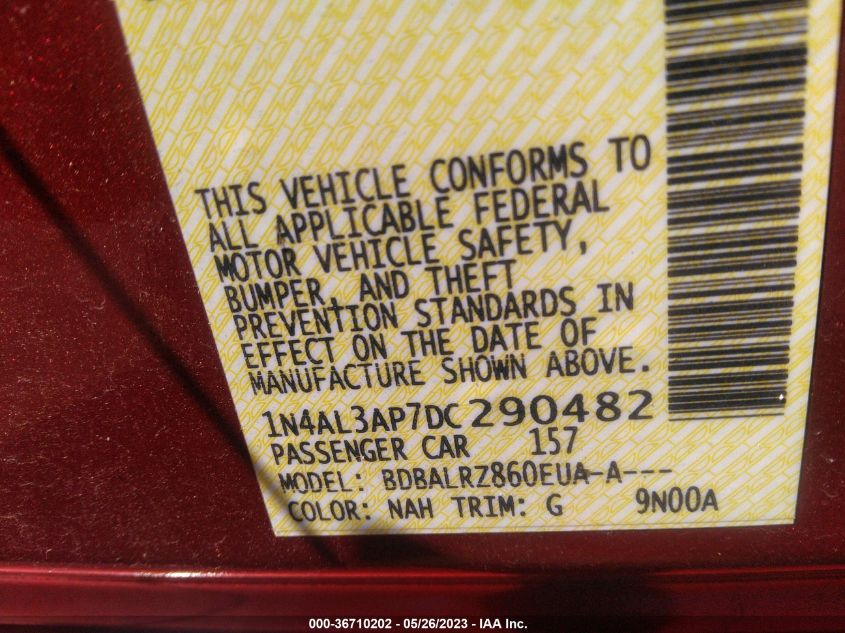 THIS VEHICLE CONFORMS TO
ALL APPLICABLE FEDERAL
MOTOR VEHICLE SAFETY,
BUMPER, AND THEFT
PREVENTION STANDARDS IN
EFFECT ON THE DATE OF
MANUFACTURE SHOWN ABOVE.
1N4AL3AP7DC290482
PASSENGER CAR 157
MODEL: BDBALRZ860EUA-A---
COLOR: NAH TRIM: G 9N00A
000-36710202 - 05/26/2023 - IAA Inc.